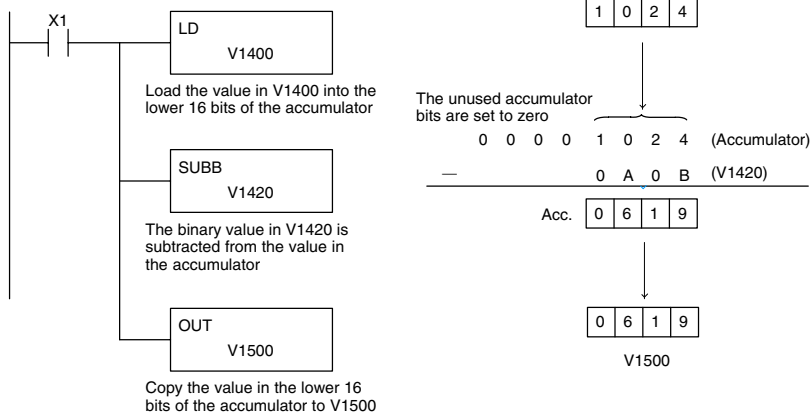 X1
LD
V1400
Load the value in V1400 into the
lower 16 bits of the accumulator
SUBB
V1420
The binary value in V1420 is
subtracted from the value in
the accumulator
OUT
V1500
Copy the value in the lower 16
bits of the accumulator to V1500
1 0 2 4
The unused accumulator
bits are set to zero
0 0 0 0 1 0 2 4 (Accumulator)
— 0 A 0 B (V1420)
Acc. 0 6 1 9
0 6 1 9
V1500